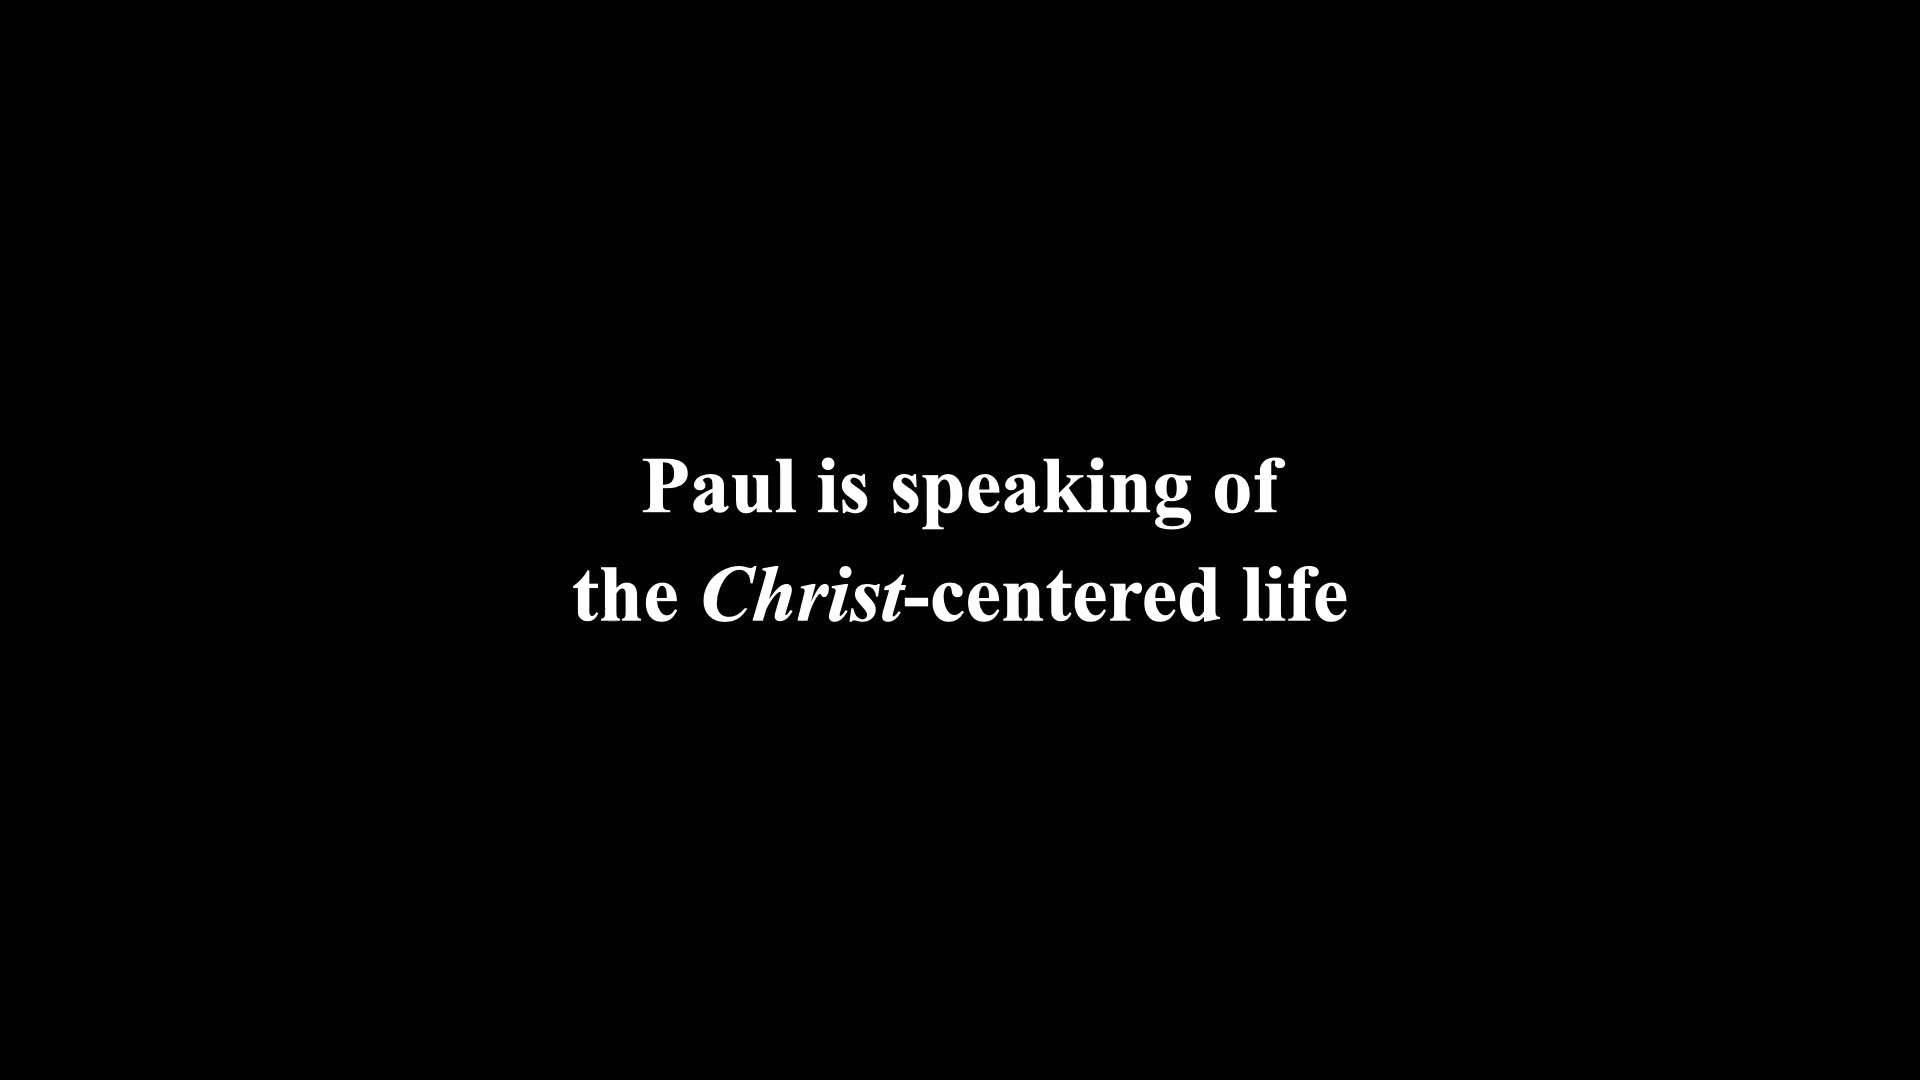 Paul is speaking of
the Christ-centered life